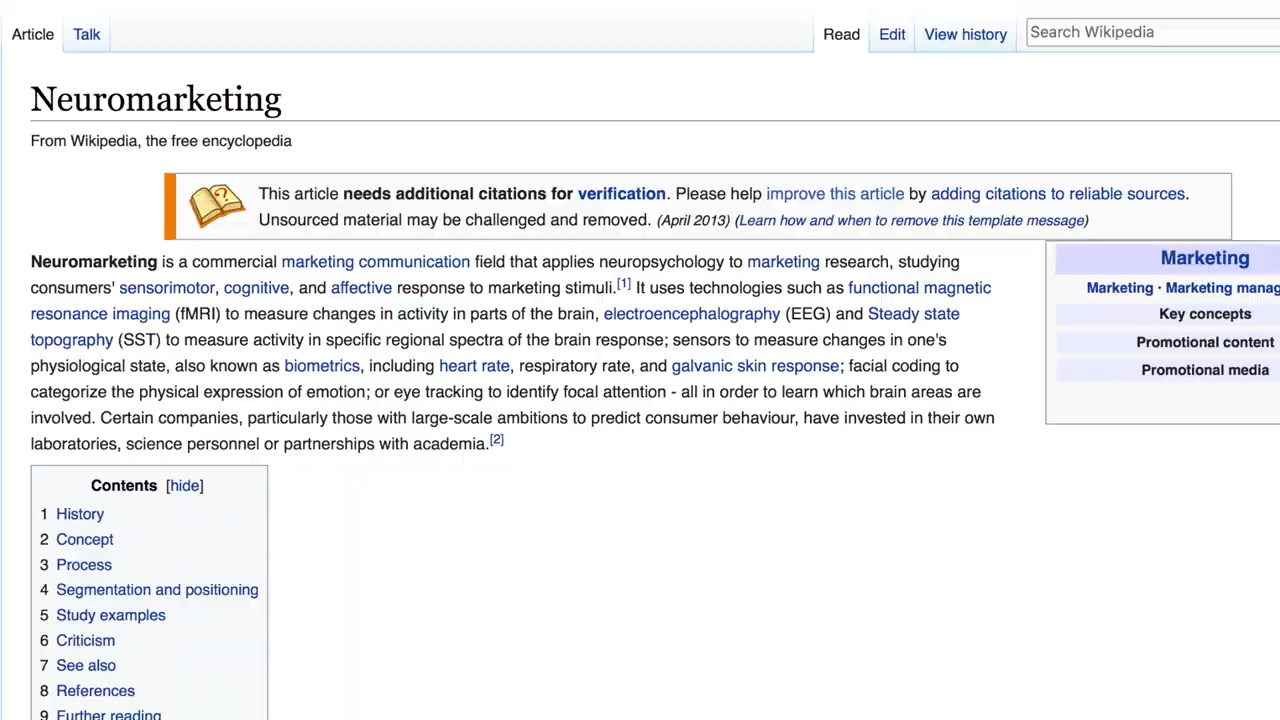 Article Talk Read Edit View history Search Wikipedia
Neuromarketing
From Wikipedia, the free encyclopedia
This article needs additional citations for verification. Please help improve this article by adding citations to reliable sources.
Unsourced material may be challenged and removed. (April 2013) (Learn how and when to remove this template message)
Neuromarketing is a commercial marketing communication field that applies neuropsychology to marketing research, studying
consumers' sensorimotor, cognitive, and affective response to marketing stimuli.[1] It uses technologies such as functional magnetic
resonance imaging (fMRI) to measure changes in activity in parts of the brain, electroencephalography (EEG) and Steady state
topography (SST) to measure activity in specific regional spectra of the brain response; sensors to measure changes in one's
physiological state, also known as biometrics, including heart rate, respiratory rate, and galvanic skin response; facial coding to
categorize the physical expression of emotion; or eye tracking to identify focal attention - all in order to learn which brain areas are
involved. Certain companies, particularly those with large-scale ambitions to predict consumer behaviour, have invested in their own
laboratories, science personnel or partnerships with academia.[2]
Marketing
Marketing · Marketing manag
Key concepts
Promotional content
Promotional media
Contents [hide]
1 History
2 Concept
3 Process
4 Segmentation and positioning
5 Study examples
6 Criticism
7 See also
8 References
9 Further reading